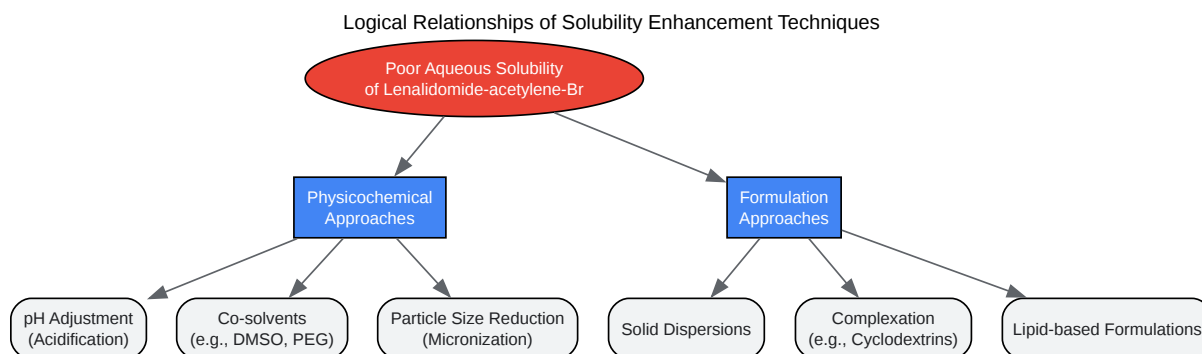 Logical Relationships of Solubility Enhancement Techniques
Poor Aqueous Solubility
of Lenalidomide-acetylene-Br
Physicochemical
Approaches
Formulation
Approaches
pH Adjustment
(Acidification)
Co-solvents
(e.g., DMSO, PEG)
Particle Size Reduction
(Micronization)
Solid Dispersions
Complexation
(e.g., Cyclodextrins)
Lipid-based Formulations